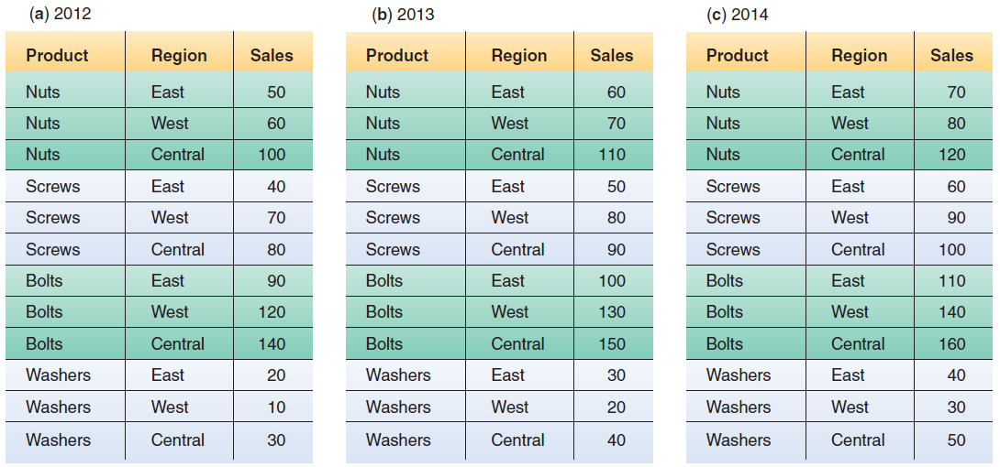 (a) 2012
Product Region Sales
Nuts East 50
Nuts West 60
Nuts Central 100
Screws East 40
Screws West 70
Screws Central 80
Bolts East 90
Bolts West 120
Bolts Central 140
Washers East 20
Washers West 10
Washers Central 30
(b) 2013
Product Region Sales
Nuts East 60
Nuts West 70
Nuts Central 110
Screws East 50
Screws West 80
Screws Central 90
Bolts East 100
Bolts West 130
Bolts Central 150
Washers East 30
Washers West 20
Washers Central 40
(c) 2014
Product Region Sales
Nuts East 70
Nuts West 80
Nuts Central 120
Screws East 60
Screws West 90
Screws Central 100
Bolts East 110
Bolts West 140
Bolts Central 160
Washers East 40
Washers West 30
Washers Central 50